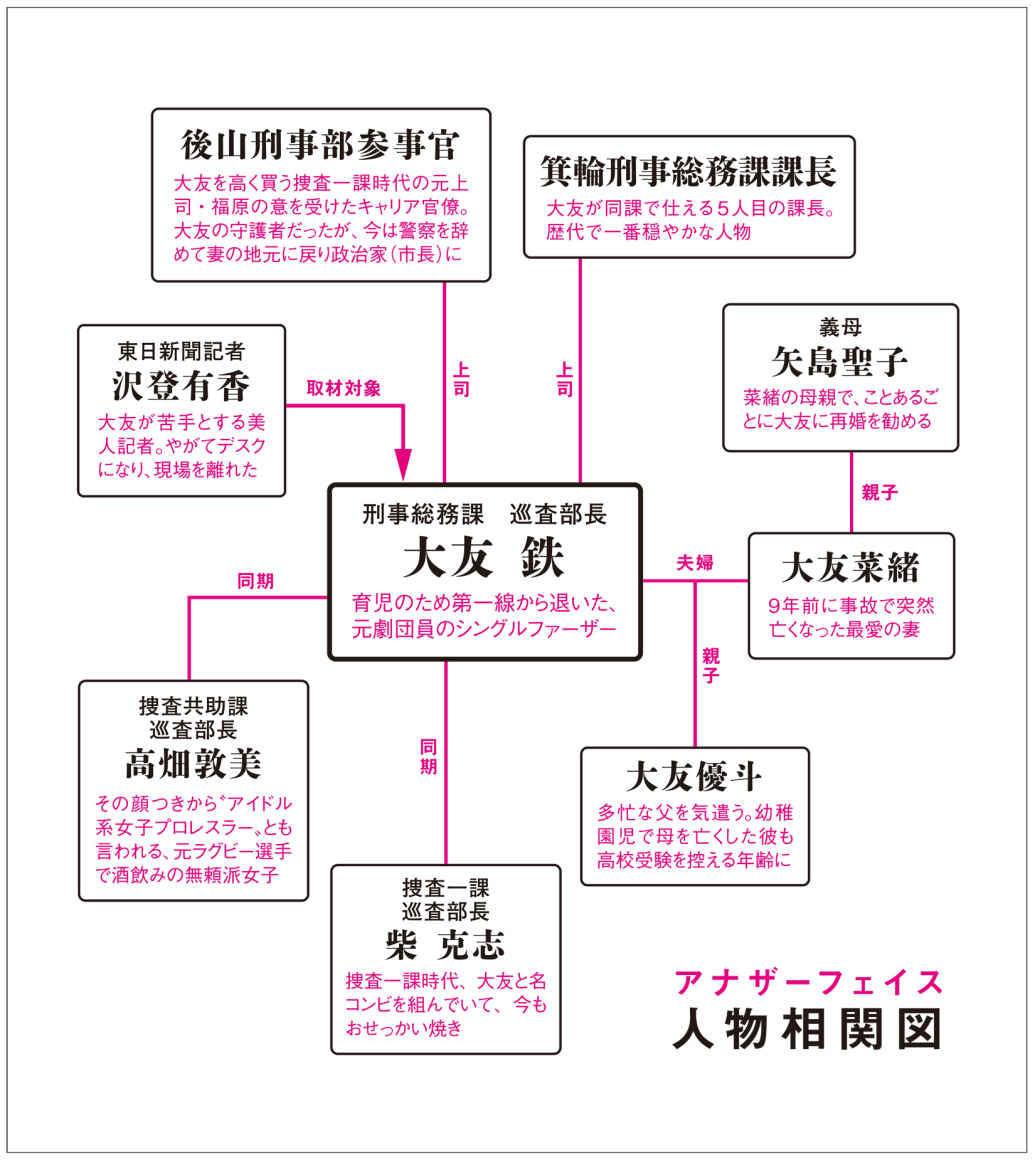 後山刑事部参事官
大友を高く買う捜査一課時代の元上
司・福原の意を受けたキャリア官僚。
大友の守護者だったが、今は警察を辞
めて妻の地元に戻り政治家（市長）に
箕輪刑事総務課課長
大友が同課で仕える5人目の課長。
歴代で一番穏やかな人物
東日新聞記者
沢登有香
大友が苦手とする美
人記者。やがてデスク
になり、現場を離れた
取材対象
上司
上司
義母
矢島聖子
菜緒の母親で、ことあるご
とに大友に再婚を勧める
親子
刑事総務課　巡査部長
大友 鉄
育児のため第一線から退いた、
元劇団員のシングルファーザー
夫婦
大友菜緒
9年前に事故で突然
亡くなった最愛の妻
同期
親子
捜査共助課
巡査部長
高畑敦美
その顔つきから〝アイドル
系女子プロレスラー〟とも
言われる、元ラグビー選手
で酒飲みの無頼派女子
同期
大友優斗
多忙な父を気遣う。幼稚
園児で母を亡くした彼も
高校受験を控える年齢に
捜査一課
巡査部長
柴 克志
捜査一課時代、大友と名
コンビを組んでいて、今も
おせっかい焼き
アナザーフェイス
人物相関図